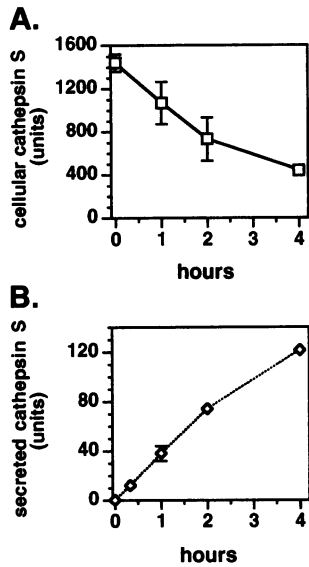 A.
cellular cathepsin S
(units)
1600
1200
800
400
0
0 1 2 3 4
hours
B.
secreted cathepsin S
(units)
120
80
40
0
0 1 2 3 4
hours